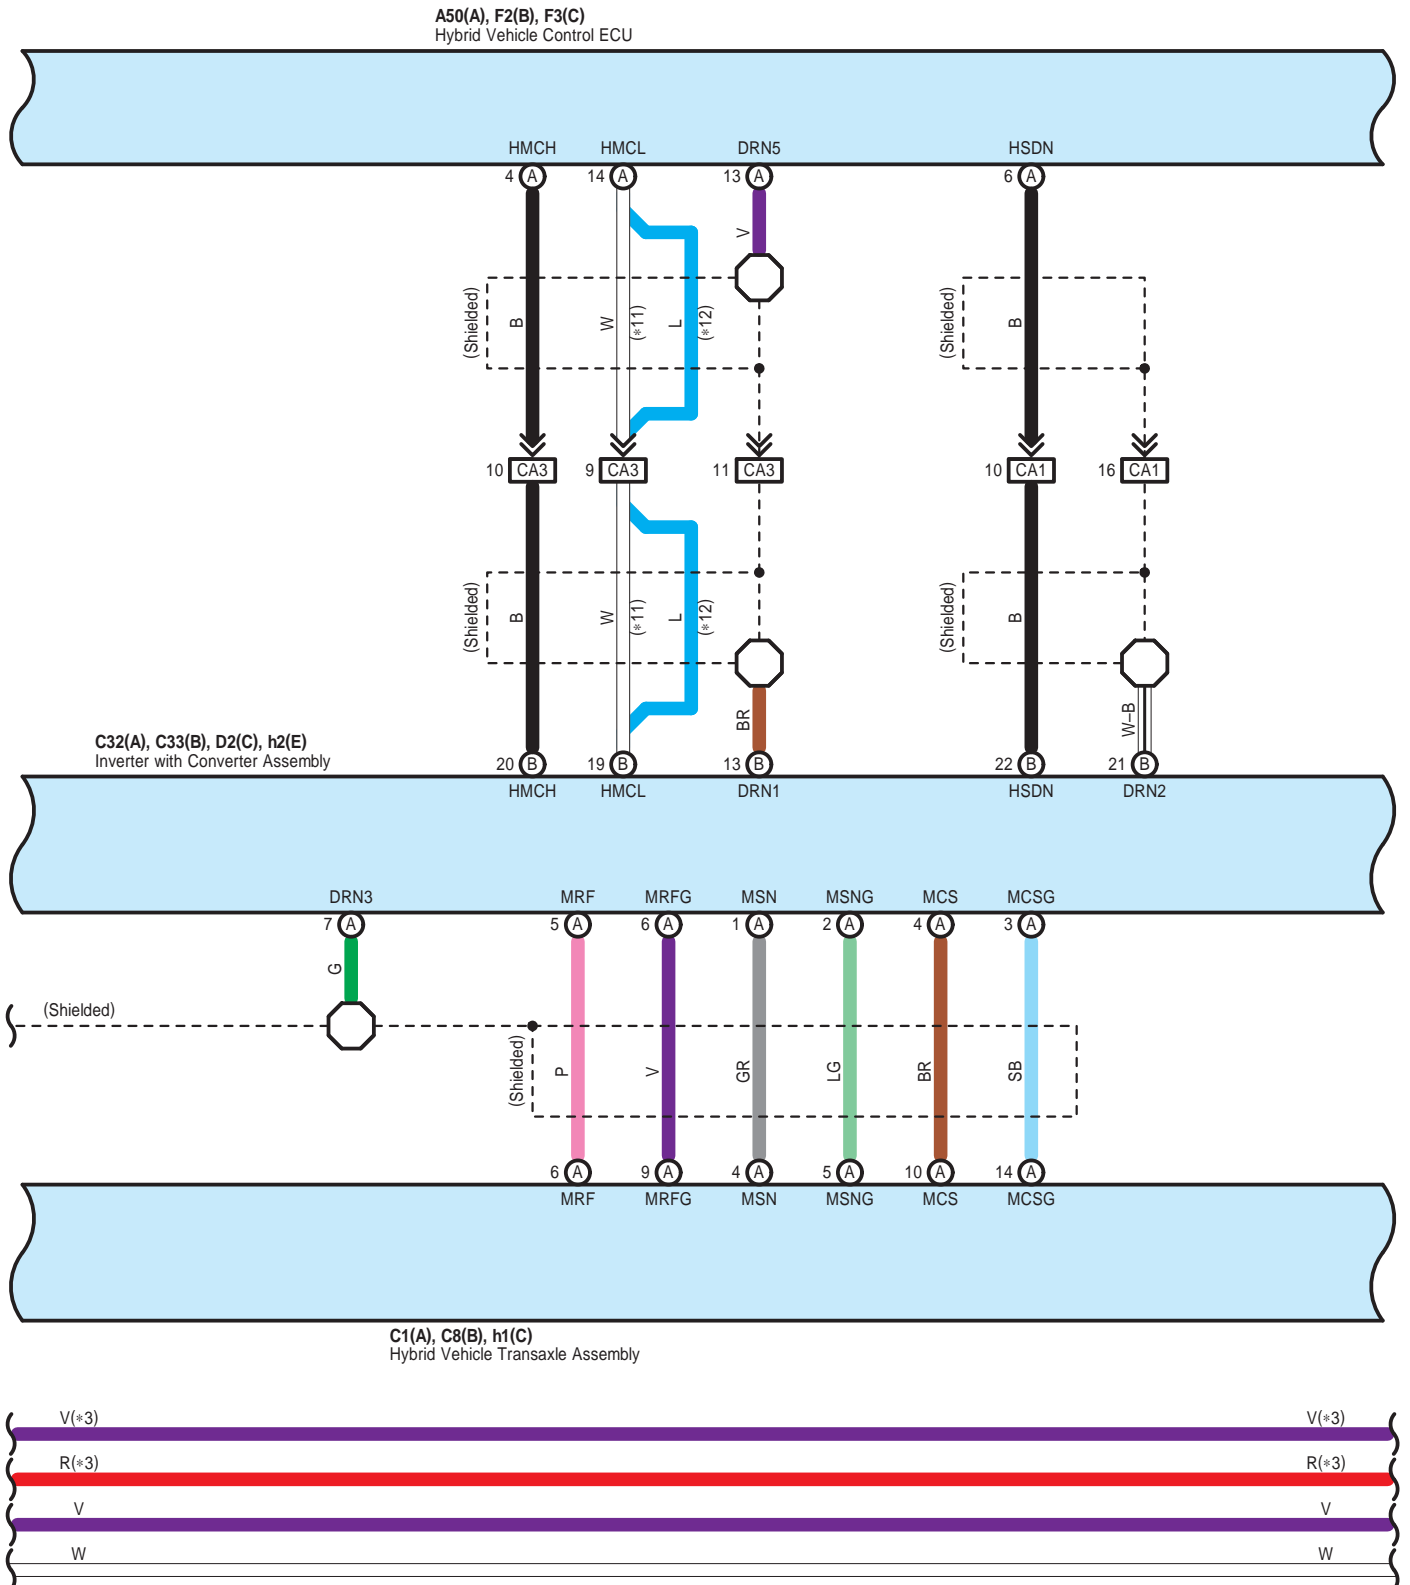 A50(A), F2(B), F3(C)
Hybrid Vehicle Control ECU
HMCH HMCL DRN5 HSDN
4 A 14 A 13 A 6 A
V
(Shielded) B W (∗11) L (∗12) (Shielded) B
10 CA3 9 CA3 11 CA3 10 CA1 16 CA1
(Shielded) B W (∗11) L (∗12) (Shielded) B
BR W–B
C32(A), C33(B), D2(C), h2(E)
Inverter with Converter Assembly
20 B 19 B 13 B 22 B 21 B
HMCH HMCL DRN1 HSDN DRN2
DRN3 MRF MRFG MSN MSNG MCS MCSG
7 A 5 A 6 A 1 A 2 A 4 A 3 A
G
(Shielded)
(Shielded) P V GR LG BR SB
6 A 9 A 4 A 5 A 10 A 14 A
MRF MRFG MSN MSNG MCS MCSG
C1(A), C8(B), h1(C)
Hybrid Vehicle Transaxle Assembly
V(∗3) V(∗3)
R(∗3) R(∗3)
V V
W W